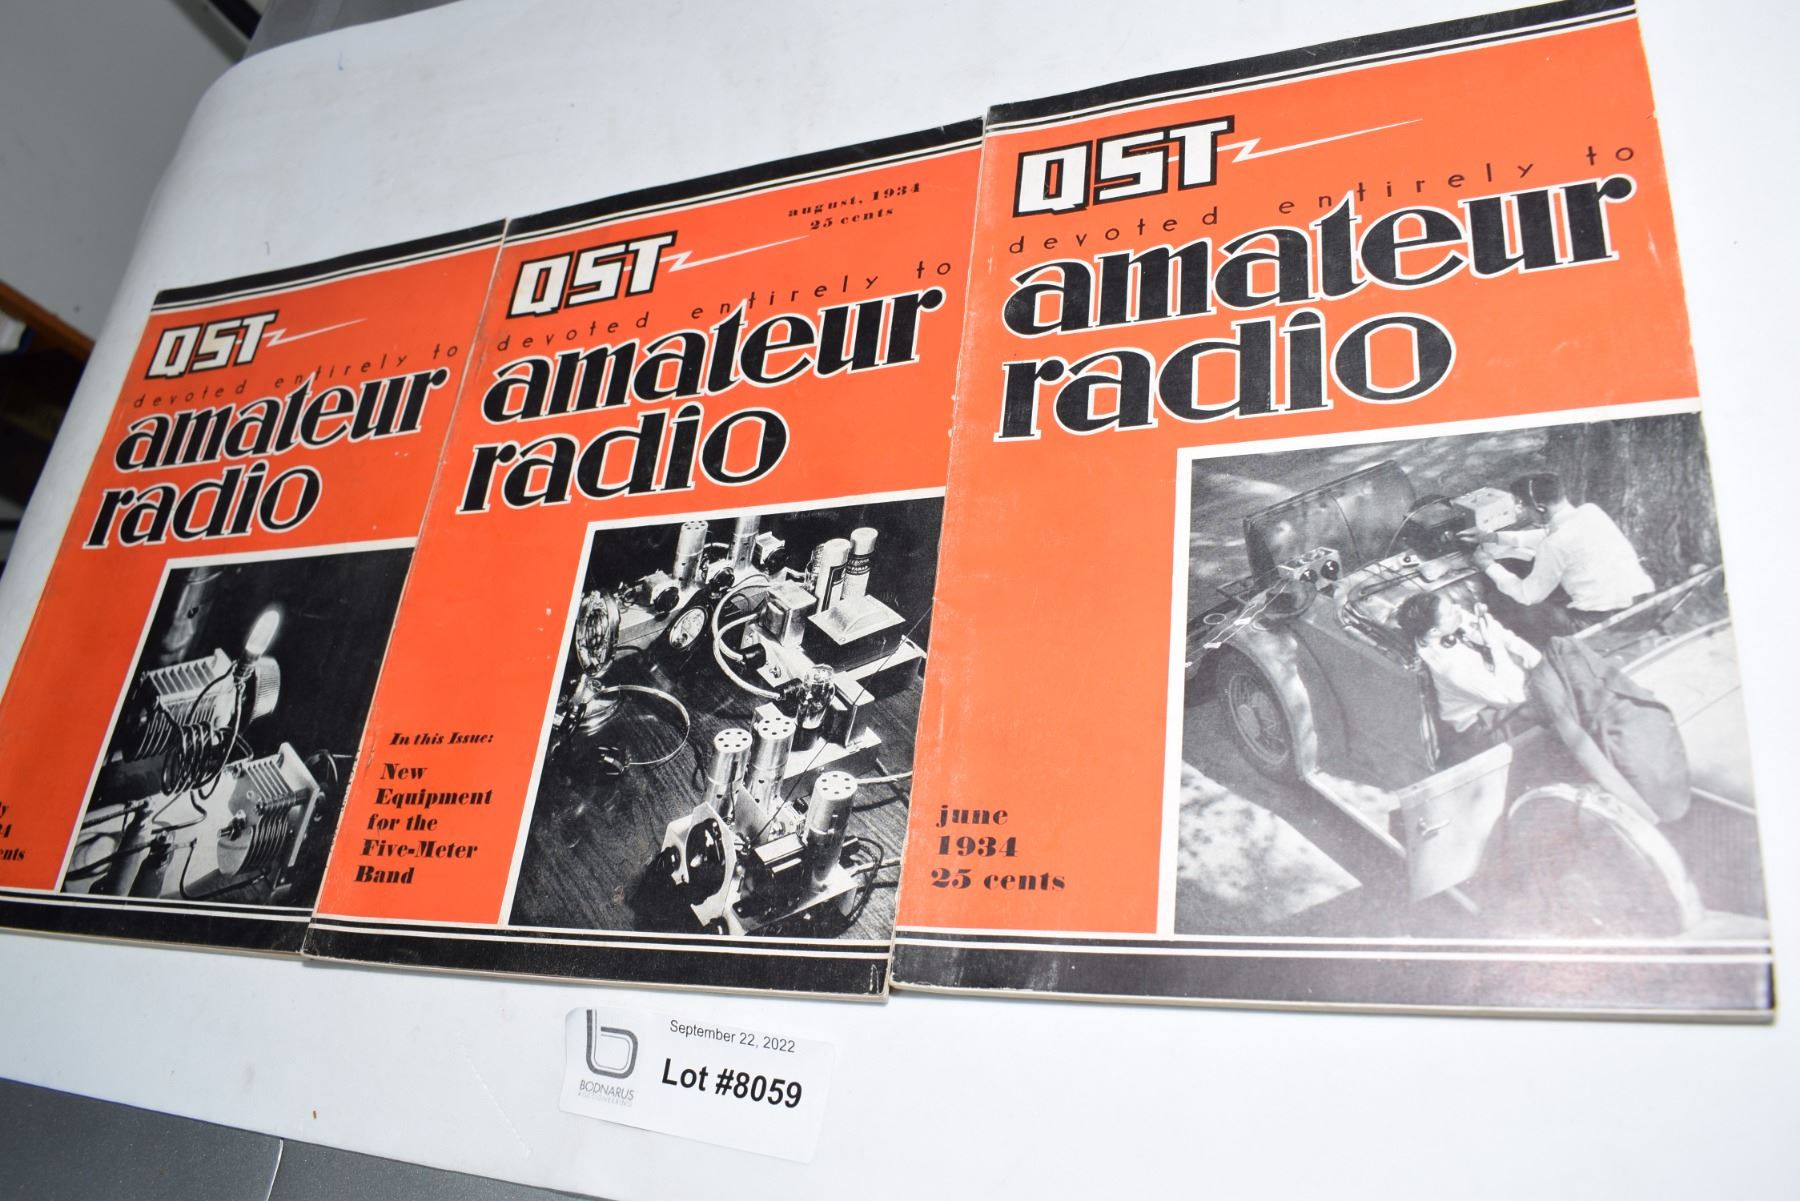 QST
devoted entirely to
amateur
radio
QST
august, 1934
25 cents
devoted entirely to
amateur
radio
In this Issue:
New
Equipment
for the
Five-Meter
Band
QST
devoted entirely to
amateur
radio
june
1934
25 cents
September 22, 2022
Lot #8059
BODNARUS
AUCTIONEERING